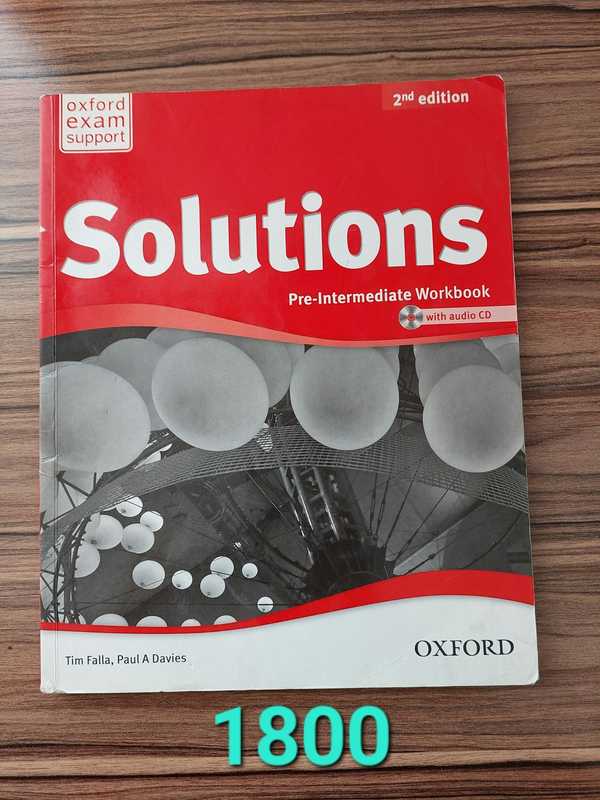 oxford
exam
support
2nd edition
Solutions
Pre-Intermediate Workbook
with audio CD
Tim Falla, Paul A Davies
OXFORD
1800